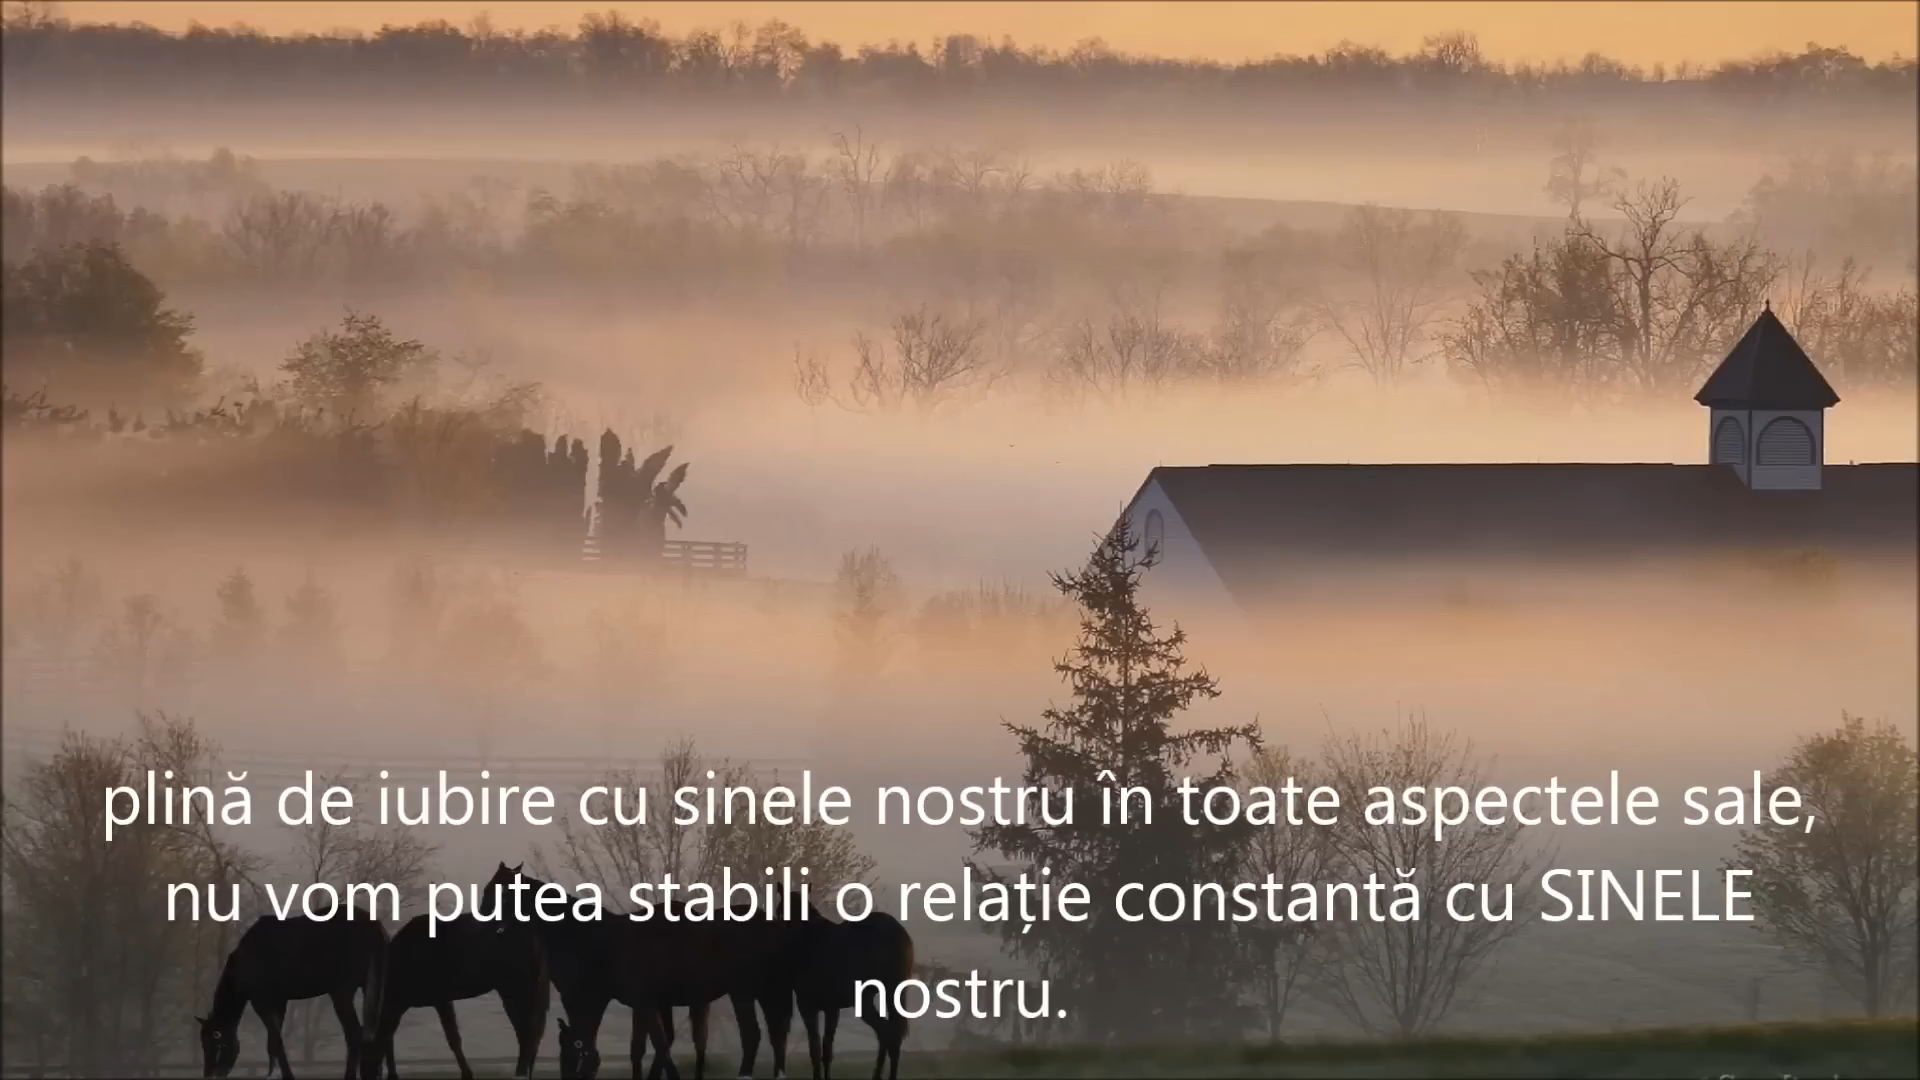 plină de iubire cu sinele nostru în toate aspectele sale,
nu vom putea stabili o relație constantă cu SINELE
nostru.